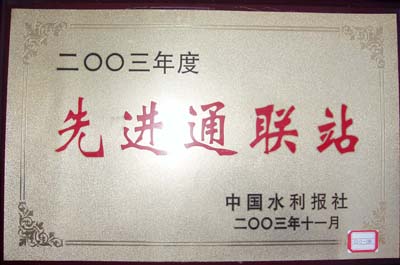 二〇〇三年度
先进通联站
中国水利报社
二〇〇三年十一月